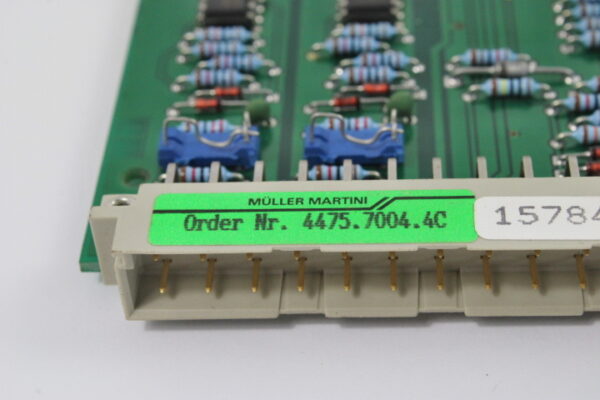 MÜLLER MARTINI
Order Nr. 4475.7004.4C
15784